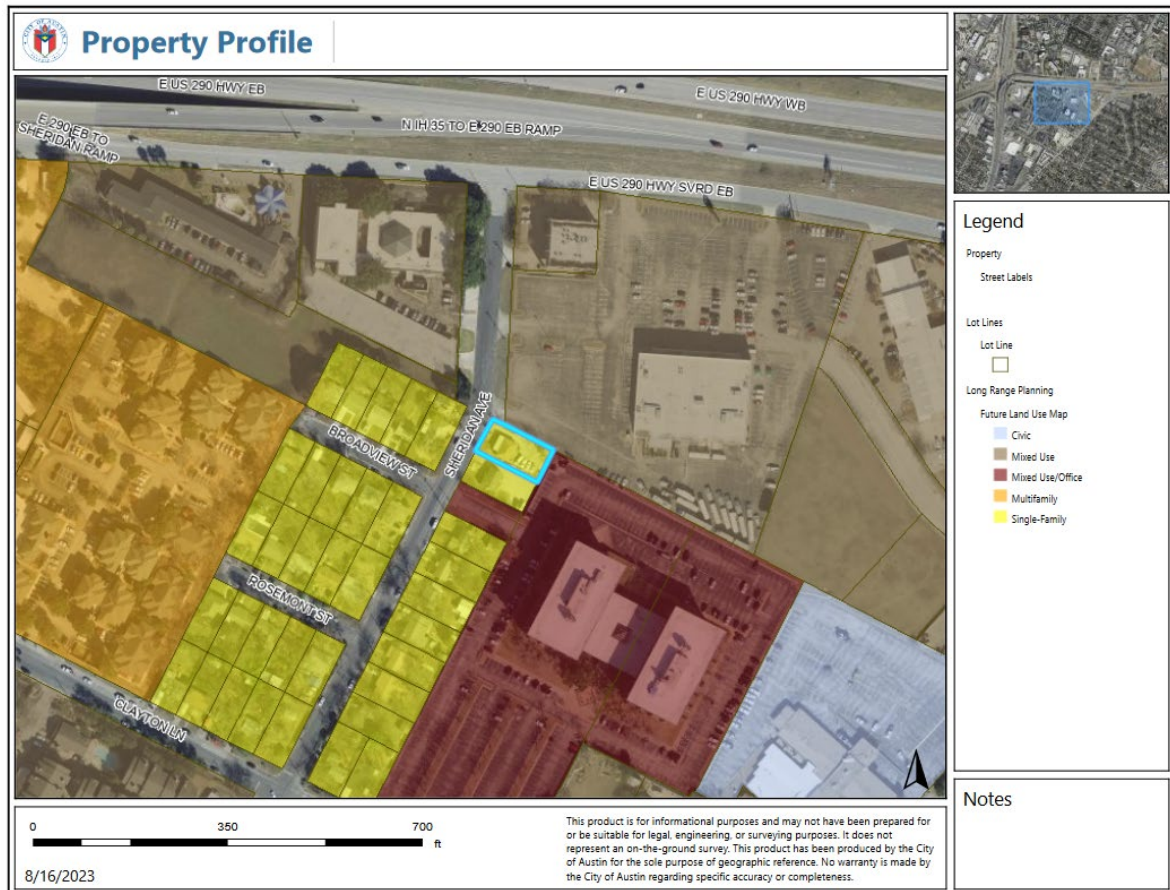 Property Profile
E US 290 HWY EB
E US 290 HWY WB
E 290 EB TO
SHERIDAN RAMP
N IH 35 TO E 290 EB RAMP
E US 290 HWY SVRD EB
SHERIDAN AVE
BROADVIEW ST
ROSEMONT ST
CLAYTON LN
Legend
Property
Street Labels
Lot Lines
Lot Line
Long Range Planning
Future Land Use Map
Civic
Mixed Use
Mixed Use/Office
Multifamily
Single-Family
Notes
0 350 700
ft
8/16/2023
This product is for informational purposes and may not have been prepared for
or be suitable for legal, engineering, or surveying purposes. It does not
represent an on-the-ground survey. This product has been produced by the City
of Austin for the sole purpose of geographic reference. No warranty is made by
the City of Austin regarding specific accuracy or completeness.